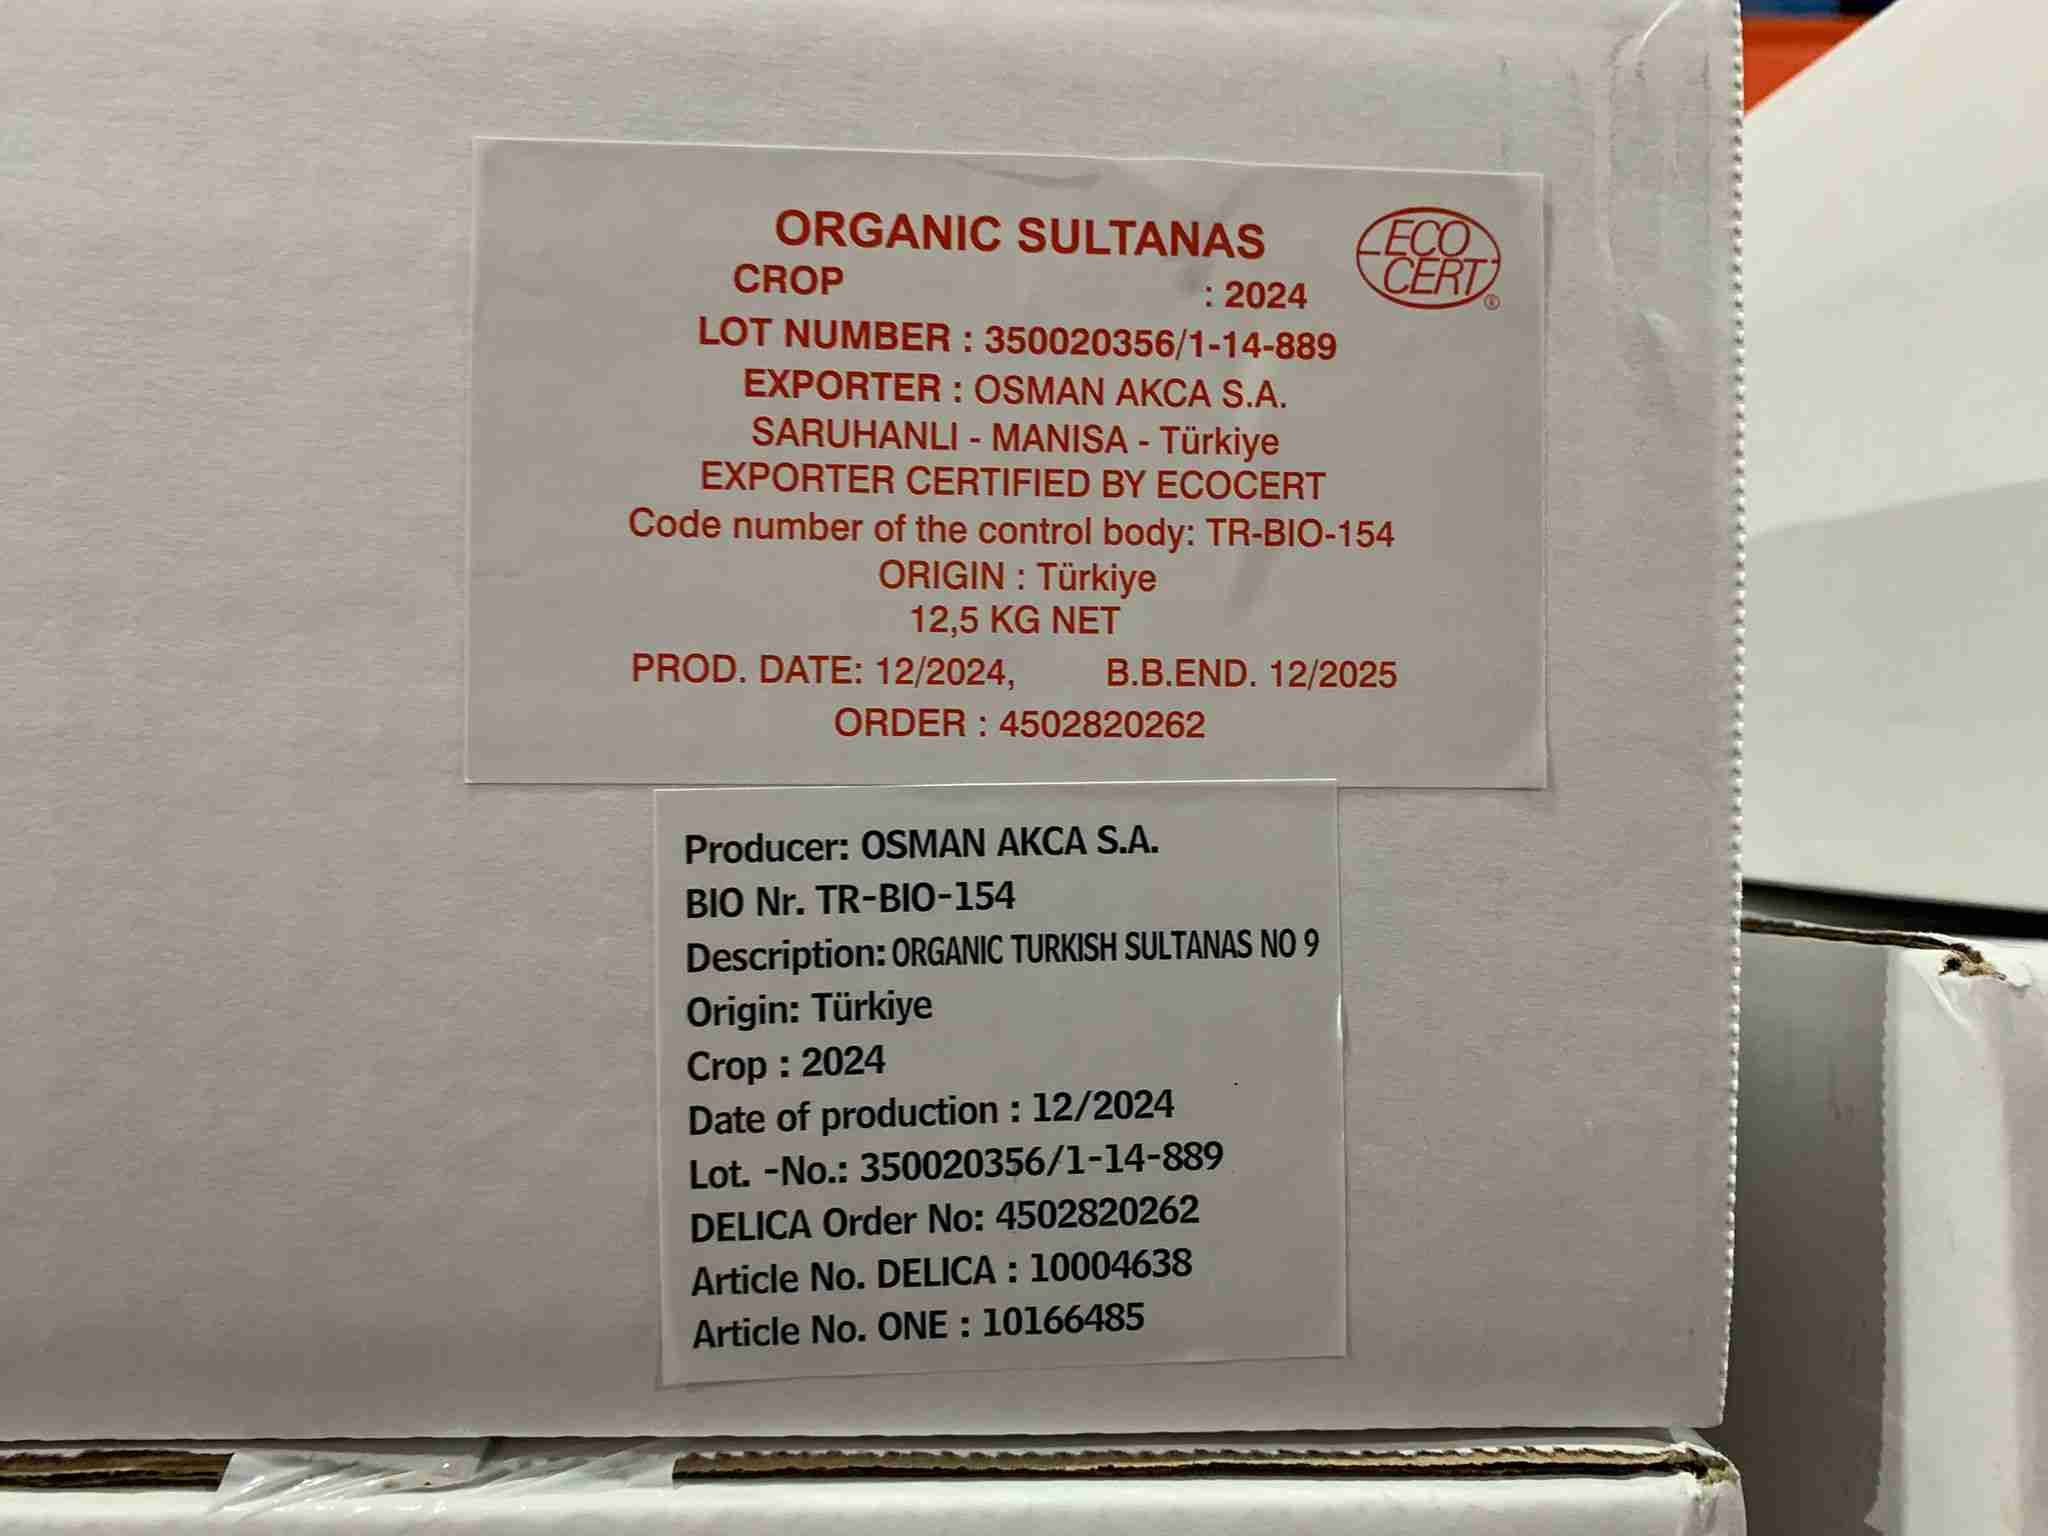 ORGANIC SULTANAS
ECO
CERT
®
CROP : 2024
LOT NUMBER : 350020356/1-14-889
EXPORTER : OSMAN AKCA S.A.
SARUHANLI - MANISA - Türkiye
EXPORTER CERTIFIED BY ECOCERT
Code number of the control body: TR-BIO-154
ORIGIN : Türkiye
12,5 KG NET
PROD. DATE: 12/2024, B.B.END. 12/2025
ORDER : 4502820262
Producer: OSMAN AKCA S.A.
BIO Nr. TR-BIO-154
Description: ORGANIC TURKISH SULTANAS NO 9
Origin: Türkiye
Crop : 2024
Date of production : 12/2024
Lot. -No.: 350020356/1-14-889
DELICA Order No: 4502820262
Article No. DELICA : 10004638
Article No. ONE : 10166485